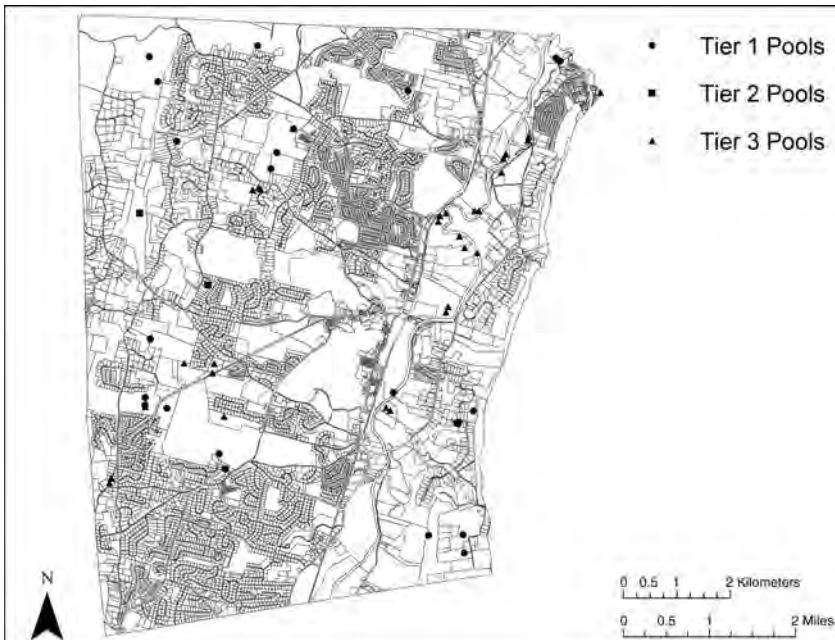 Tier 1 Pools
Tier 2 Pools
Tier 3 Pools
N
0 0.5 1 2 Kilometers
0 0.5 1 2 Miles